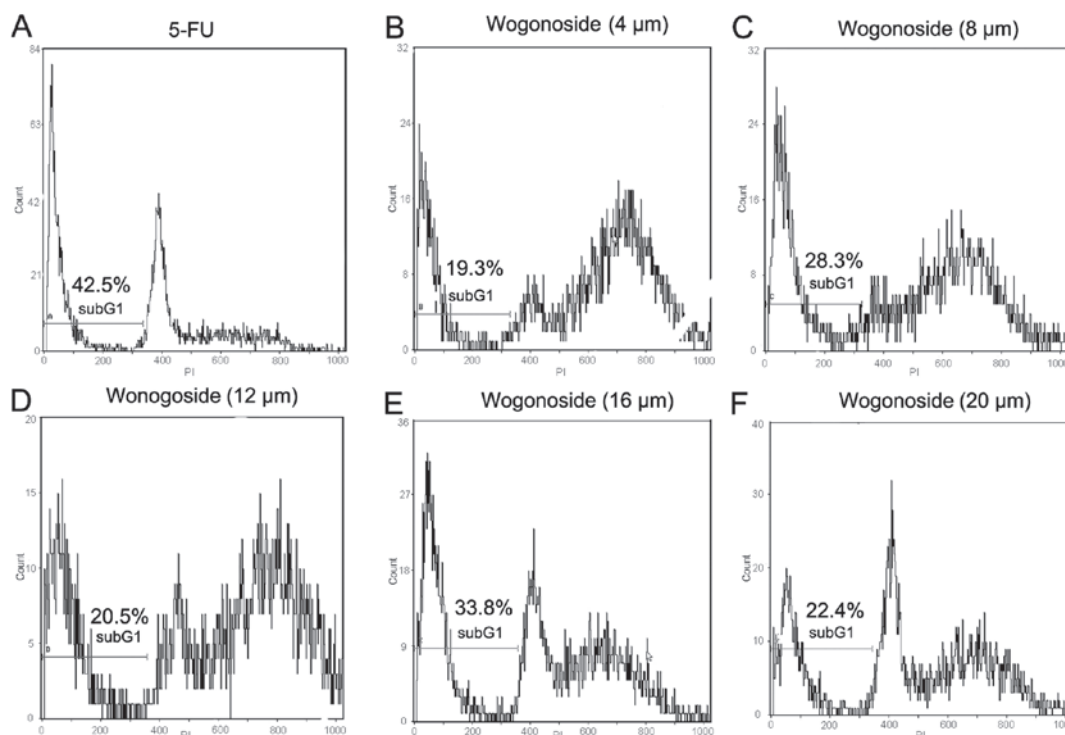 A
5-FU
84
63
42
21
0
Count
42.5%
subG1
0 200 400 600 800 1000
PI
B
Wogonoside (4 µm)
32
24
16
8
0
Count
19.3%
subG1
B
0 200 400 600 800 1000
PI
C
Wogonoside (8 µm)
32
24
16
8
0
Count
28.3%
subG1
C
0 200 400 600 800 1000
PI
D
Wonogoside (12 µm)
20
15
10
5
0
Count
20.5%
subG1
D
0 200 400 600 800 1000
PI
E
Wogonoside (16 µm)
36
27
18
9
0
Count
33.8%
subG1
0 200 400 600 800 1000
PI
F
Wogonoside (20 µm)
40
30
20
10
0
Count
22.4%
subG1
0 200 400 600 800 1000
PI